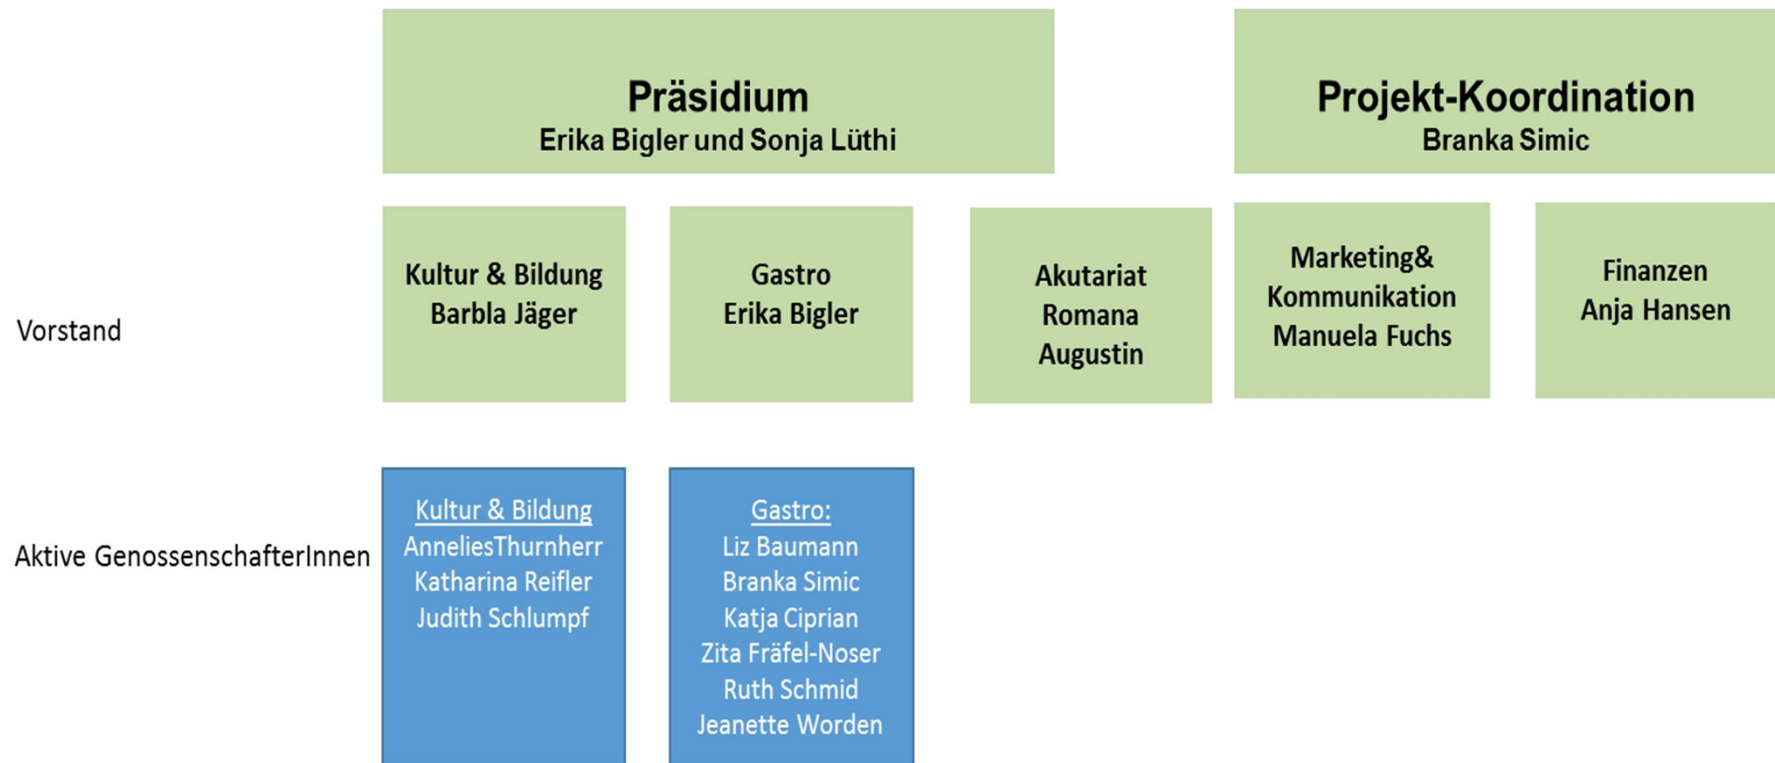 Präsidium
Erika Bigler und Sonja Lüthi
Projekt-Koordination
Branka Simic
Vorstand
Kultur & Bildung
Barbla Jäger
Gastro
Erika Bigler
Akutariat
Romana
Augustin
Marketing&
Kommunikation
Manuela Fuchs
Finanzen
Anja Hansen
Aktive GenossenschafterInnen
Kultur & Bildung
AnneliesThurnherr
Katharina Reifler
Judith Schlumpf
Gastro:
Liz Baumann
Branka Simic
Katja Ciprian
Zita Fräfel-Noser
Ruth Schmid
Jeanette Worden